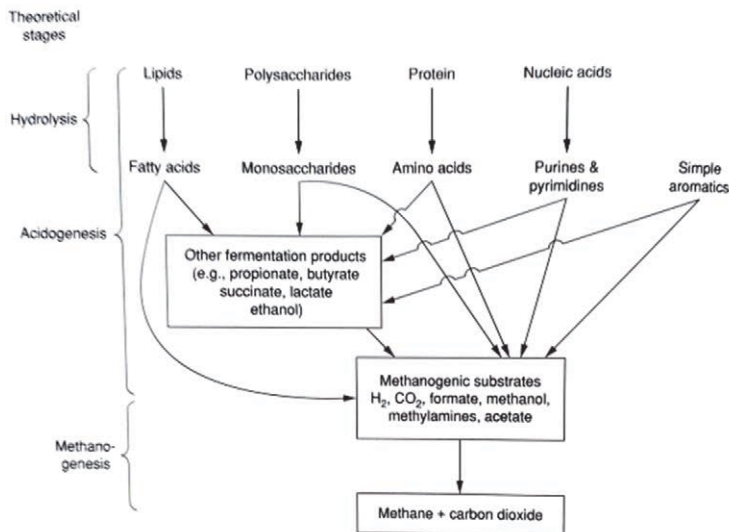 Theoretical
stages
Lipids
Polysaccharides
Protein
Nucleic acids
Hydrolysis
Fatty acids
Monosaccharides
Amino acids
Purines &
pyrimidines
Simple
aromatics
Acidogenesis
Other fermentation products
(e.g., propionate, butyrate
succinate, lactate
ethanol)
Methanogenic substrates
H₂, CO₂, formate, methanol,
methylamines, acetate
Methano-
genesis
Methane + carbon dioxide